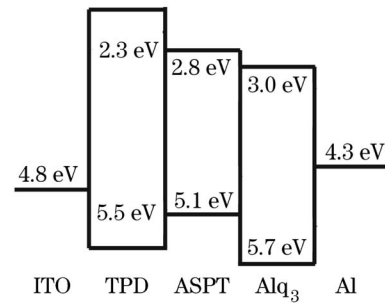 2.3 eV
2.8 eV
3.0 eV
4.3 eV
4.8 eV
5.1 eV
5.5 eV
5.7 eV
ITO TPD ASPT Alq₃ Al